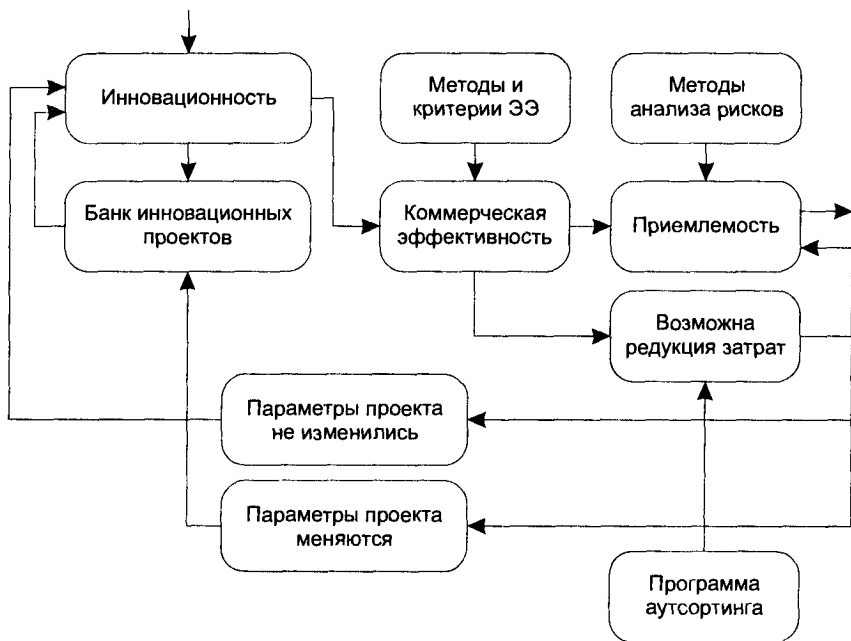 Инновационность
Методы и
критерии ЭЭ
Методы
анализа рисков
Банк инновационных
проектов
Коммерческая
эффективность
Приемлемость
Возможна
редукция затрат
Параметры проекта
не изменились
Параметры проекта
меняются
Программа
аутсортинга